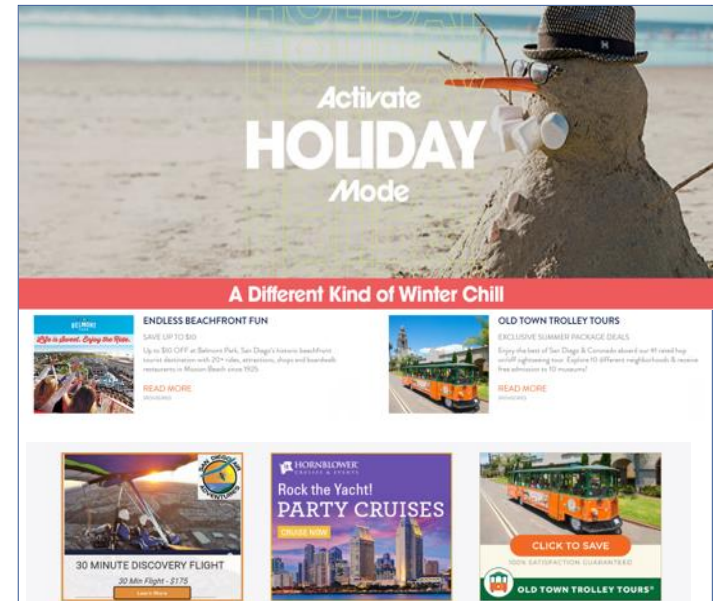 HOLIDAY
Activate
HOLIDAY
Mode
A Different Kind of Winter Chill
BELMONT
PARK
Life is Sweet. Enjoy the Ride.
ENDLESS BEACHFRONT FUN
SAVE UP TO $10
Up to $10 OFF at Belmont Park, San Diego's historic beachfront
tourist destination with 20+ rides, attractions, shops and boardwalk
restaurants in Mission Beach since 1925.
READ MORE
OLD TOWN TROLLEY TOURS
EXCLUSIVE SUMMER PACKAGE DEALS
Enjoy the best of San Diego & Coronado aboard our #1 rated hop
on/off sightseeing tour. Explore 10 different neighborhoods & receive
free admission to 10 museums!
READ MORE
SAN DIEGO AIR
ADVENTURES
30 MINUTE DISCOVERY FLIGHT
30 Min Flight - $175
Learn More
HORNBLOWER
CRUISES & EVENTS
Rock the Yacht!
PARTY CRUISES
CRUISE NOW
CLICK TO SAVE
100% SATISFACTION GUARANTEED
OLD TOWN TROLLEY TOURS®